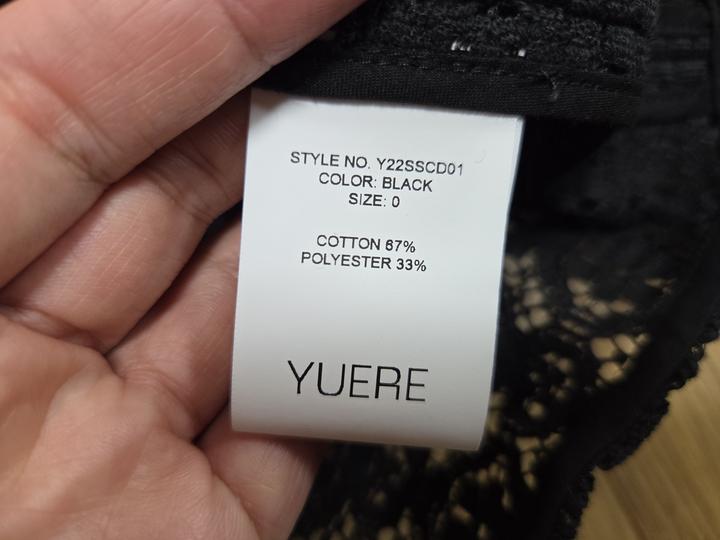 STYLE NO. Y22SSCD01
COLOR: BLACK
SIZE: 0
COTTON 67%
POLYESTER 33%
YUERE